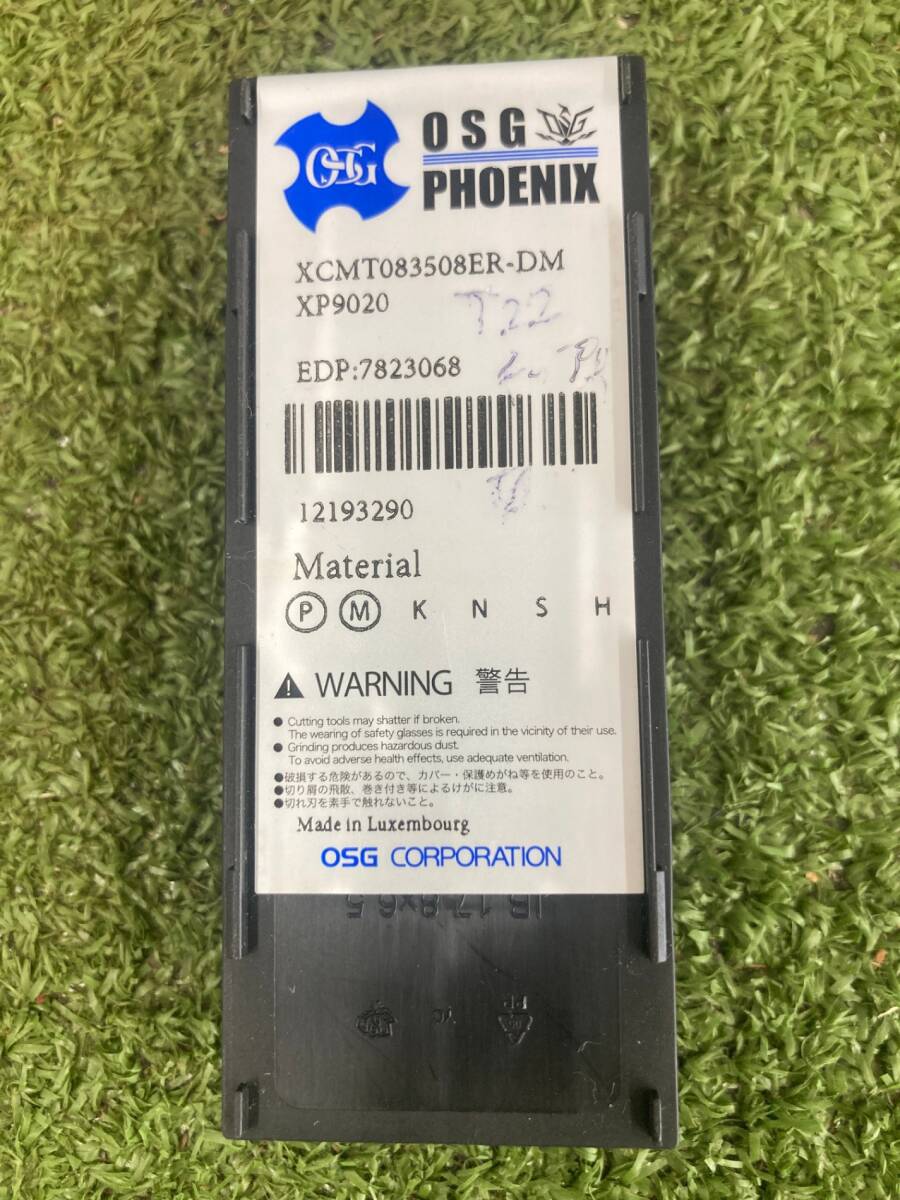 OSG
OSG
PHOENIX
XCMT083508ER-DM
XP9020
T22
EDP:7823068
12193290
Material
P M K N S H
WARNING 警告
● Cutting tools may shatter if broken.
The wearing of safety glasses is required in the vicinity of their use.
● Grinding produces hazardous dust.
To avoid adverse health effects, use adequate ventilation.
●破損する危険があるので、カバー・保護めがね等を使用のこと。
●切り屑の飛散、巻き付き等によるけがに注意。
●切れ刃を素手で触れないこと。
Made in Luxembourg
OSG CORPORATION
17.8x6.5
PP